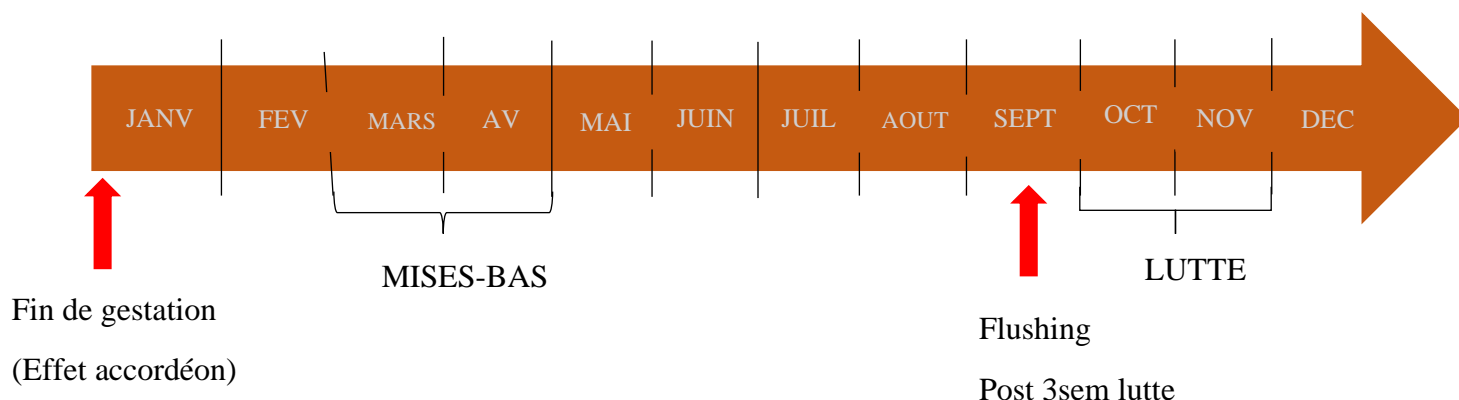 JANV FEV MARS AV MAI JUIN JUIL AOUT SEPT OCT NOV DEC
MISES-BAS
LUTTE
Fin de gestation
(Effet accordéon)
Flushing
Post 3sem lutte